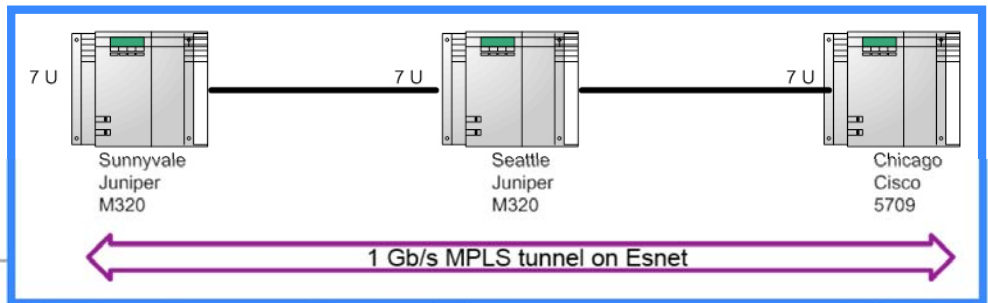 7 U
Sunnyvale
Juniper
M320
7 U
Seattle
Juniper
M320
7 U
Chicago
Cisco
5709
1 Gb/s MPLS tunnel on Esnet